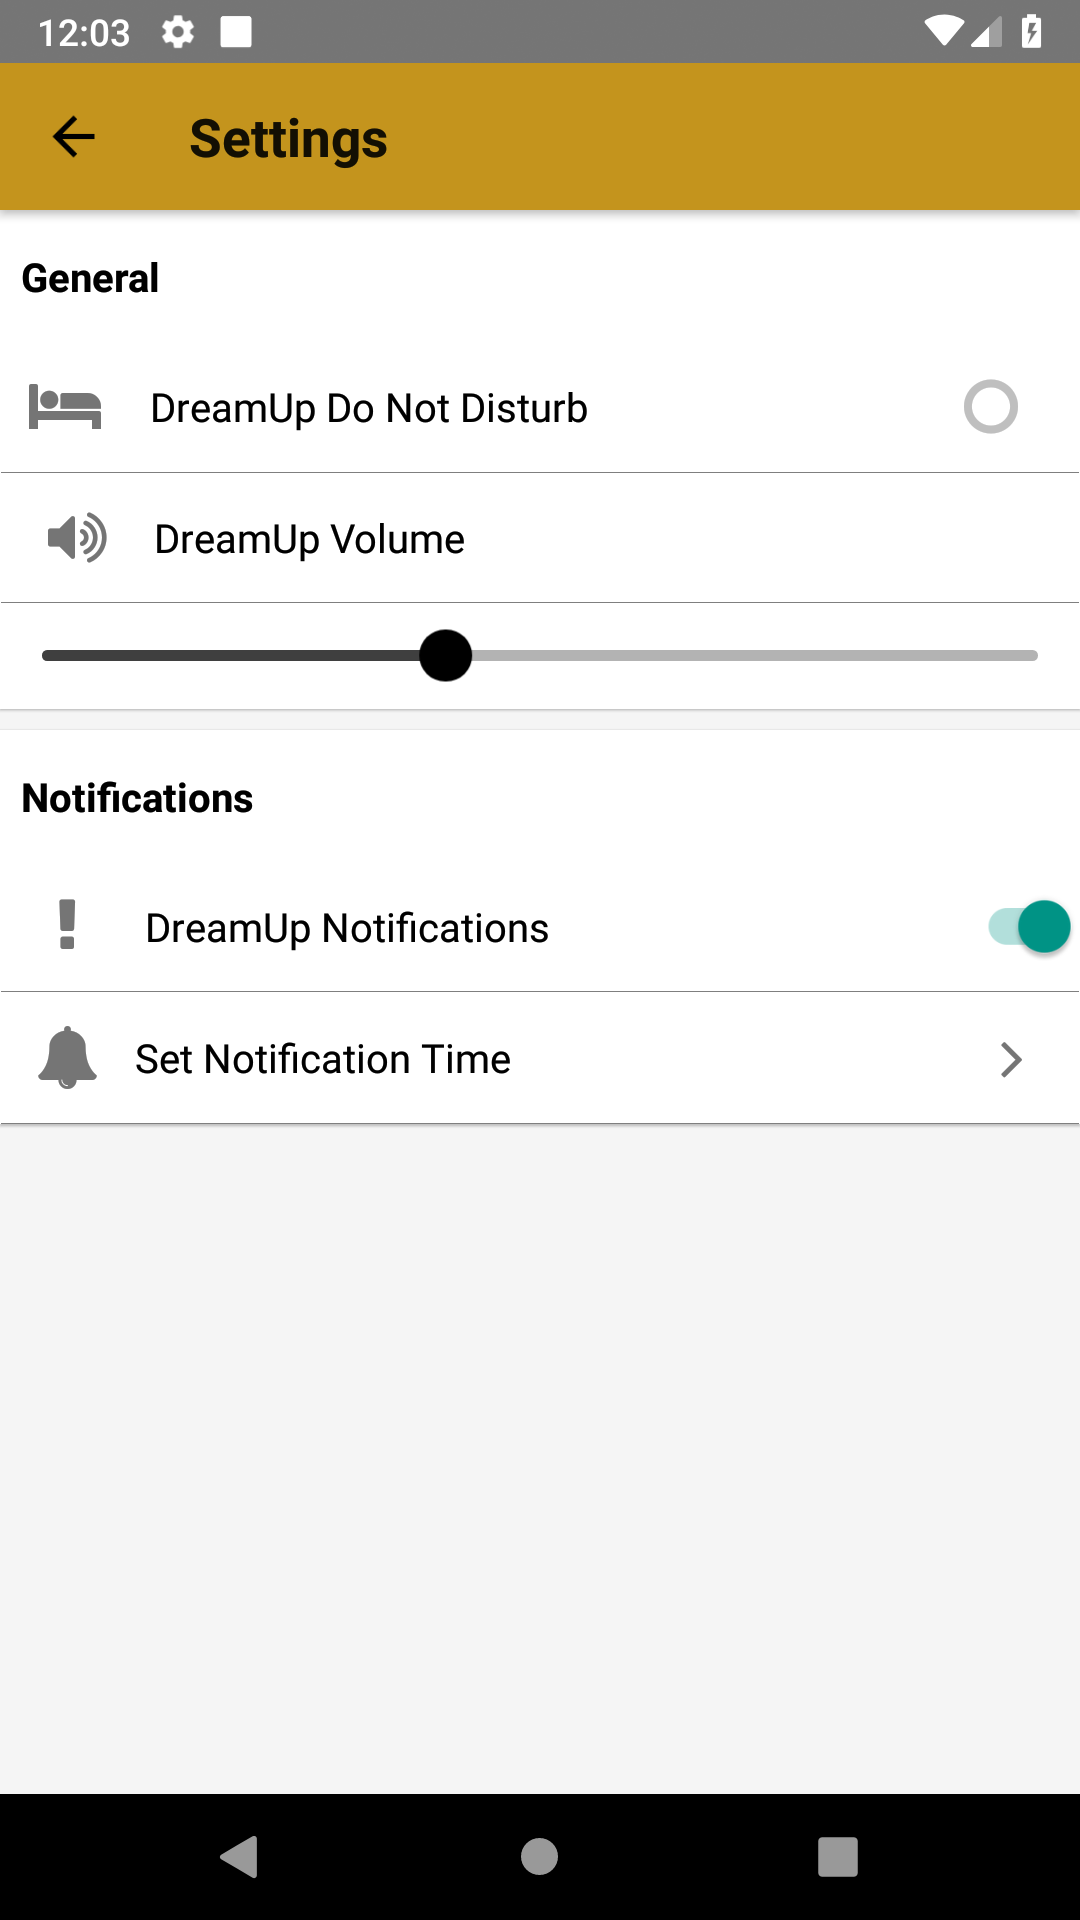 12:03
Settings
General
DreamUp Do Not Disturb
DreamUp Volume
Notifications
DreamUp Notifications
Set Notification Time